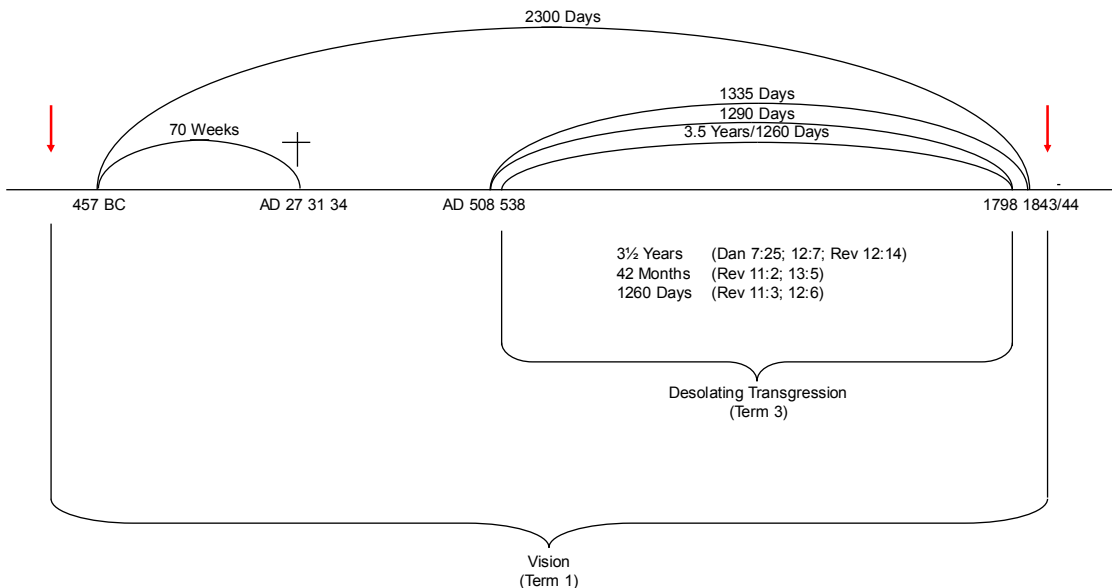 2300 Days
1335 Days
1290 Days
3.5 Years/1260 Days
70 Weeks
457 BC
AD 27 31 34
AD 508 538
1798 1843/44
3½ Years (Dan 7:25; 12:7; Rev 12:14)
42 Months (Rev 11:2; 13:5)
1260 Days (Rev 11:3; 12:6)
Desolating Transgression
(Term 3)
Vision
(Term 1)